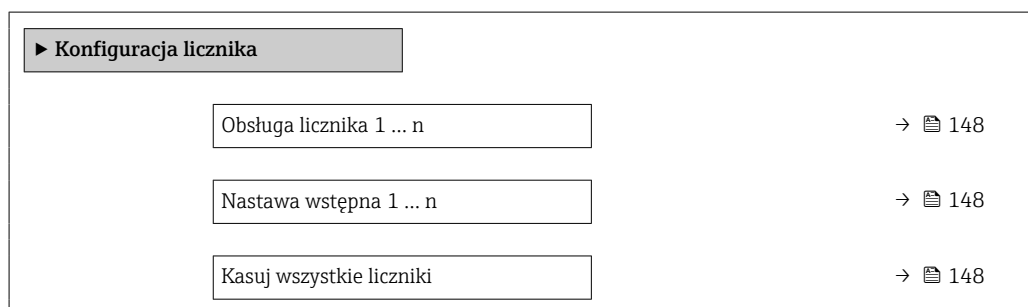 ▶ Konfiguracja licznika
Obsługa licznika 1 … n → 148
Nastawa wstępna 1 … n → 148
Kasuj wszystkie liczniki → 148